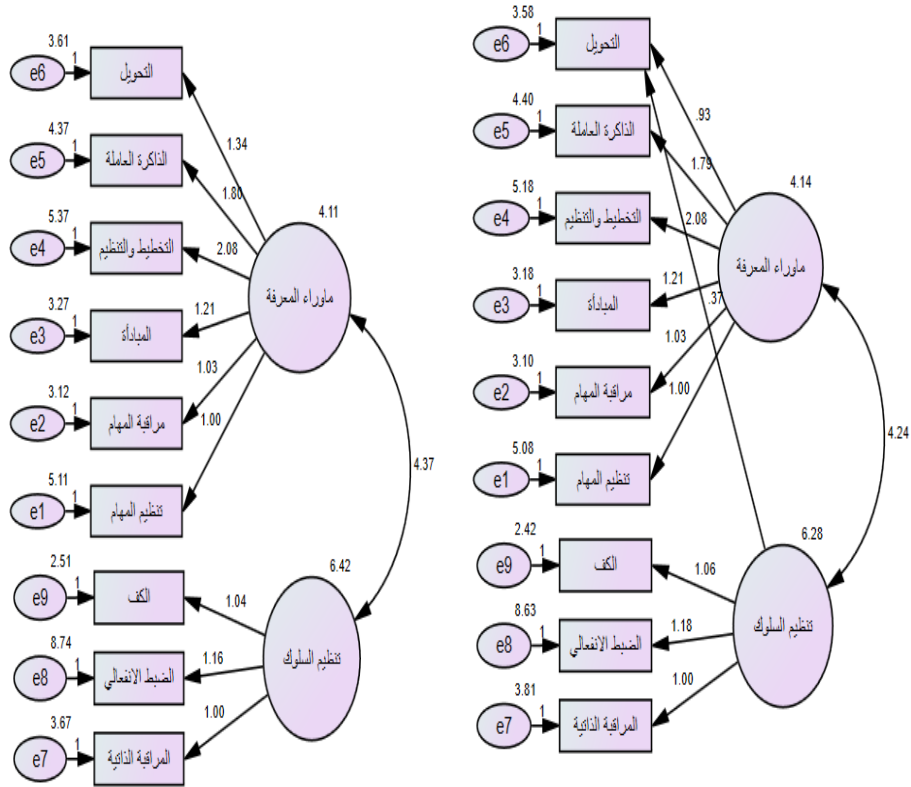 3.61
1
e6
التحويل
4.37
1
e5
الذاكرة العاملة
5.37
1
e4
التخطيط والتنظيم
3.27
1
e3
المبادأة
3.12
1
e2
مراقبة المهام
5.11
1
e1
تنظيم المهام
2.51
1
e9
الكف
8.74
1
e8
الضبط الانفعالي
3.67
1
e7
المراقبة الذاتية
1.34
1.80
2.08
1.21
1.03
1.00
4.11
ماوراء المعرفة
4.37
1.04
1.16
1.00
6.42
تنظيم السلوك
3.58
1
e6
التحويل
4.40
1
e5
الذاكرة العاملة
5.18
1
e4
التخطيط والتنظيم
3.18
1
e3
المبادأة
3.10
1
e2
مراقبة المهام
5.08
1
e1
تنظيم المهام
2.42
1
e9
الكف
8.63
1
e8
الضبط الانفعالي
3.81
1
e7
المراقبة الذاتية
.93
1.79
2.08
1.21
.37
1.03
1.00
4.14
ماوراء المعرفة
4.24
1.06
1.18
1.00
6.28
تنظيم السلوك